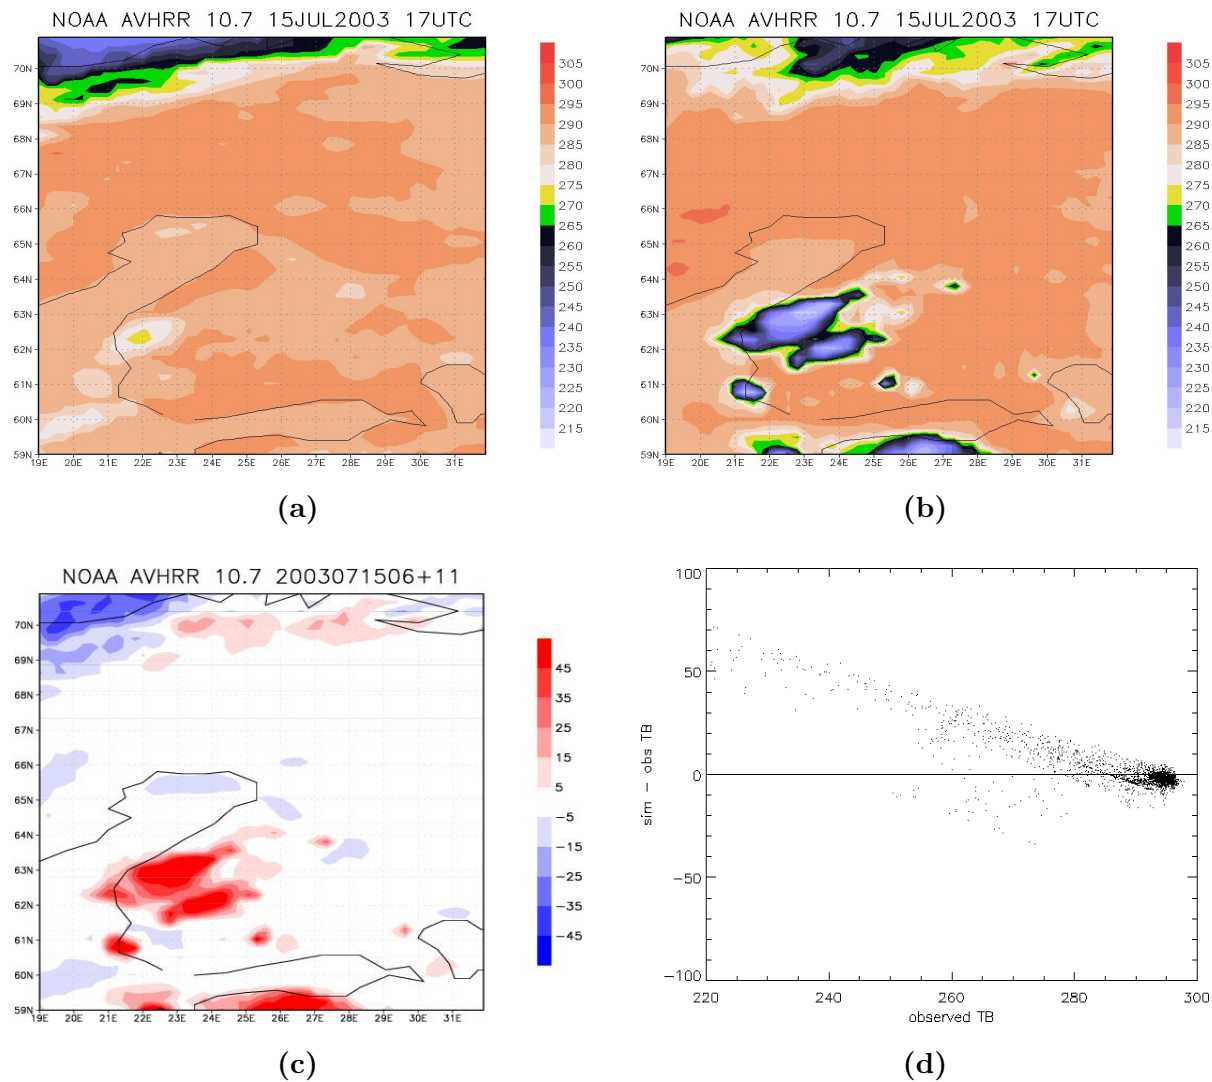 NOAA AVHRR 10.7 15JUL2003 17UTC
70N
69N
68N
67N
66N
65N
64N
63N
62N
61N
60N
59N
19E 20E 21E 22E 23E 24E 25E 26E 27E 28E 29E 30E 31E
305
300
295
290
285
280
275
270
265
260
255
250
245
240
235
230
225
220
215
(a)
NOAA AVHRR 10.7 15JUL2003 17UTC
70N
69N
68N
67N
66N
65N
64N
63N
62N
61N
60N
59N
19E 20E 21E 22E 23E 24E 25E 26E 27E 28E 29E 30E 31E
305
300
295
290
285
280
275
270
265
260
255
250
245
240
235
230
225
220
215
(b)
NOAA AVHRR 10.7 2003071506+11
70N
69N
68N
67N
66N
65N
64N
63N
62N
61N
60N
59N
19E 20E 21E 22E 23E 24E 25E 26E 27E 28E 29E 30E 31E
45
35
25
15
5
-5
-15
-25
-35
-45
(c)
sim - obs TB
100
50
0
-50
-100
220 240 260 280 300
observed TB
(d)